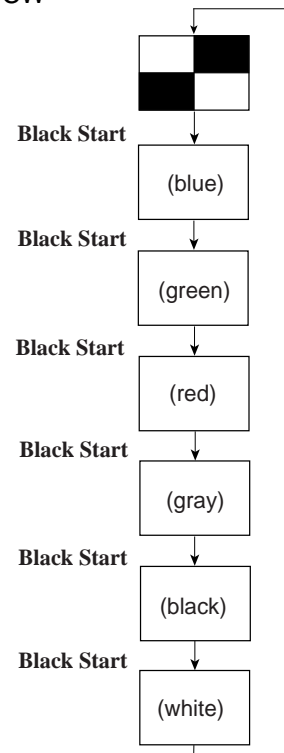 Black Start
(blue)
Black Start
(green)
Black Start
(red)
Black Start
(gray)
Black Start
(black)
Black Start
(white)